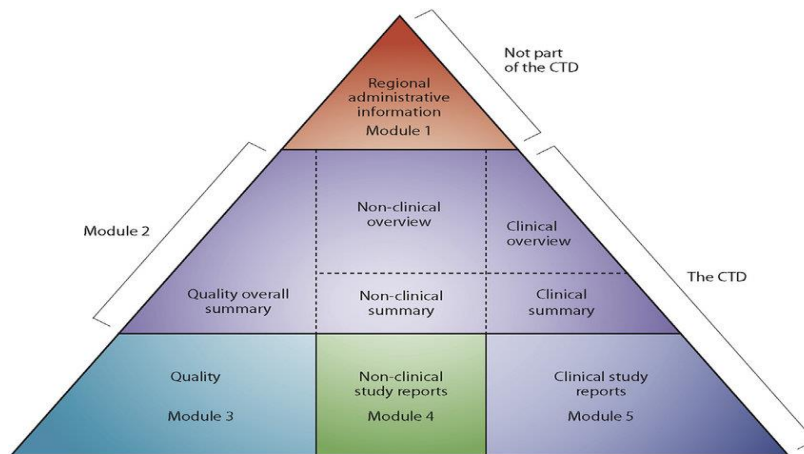 Not part
of the CTD
Regional
administrative
information
Module 1
Module 2
Non-clinical
overview
Clinical
overview
The CTD
Quality overall
summary
Non-clinical
summary
Clinical
summary
Quality
Module 3
Non-clinical
study reports
Module 4
Clinical study
reports
Module 5